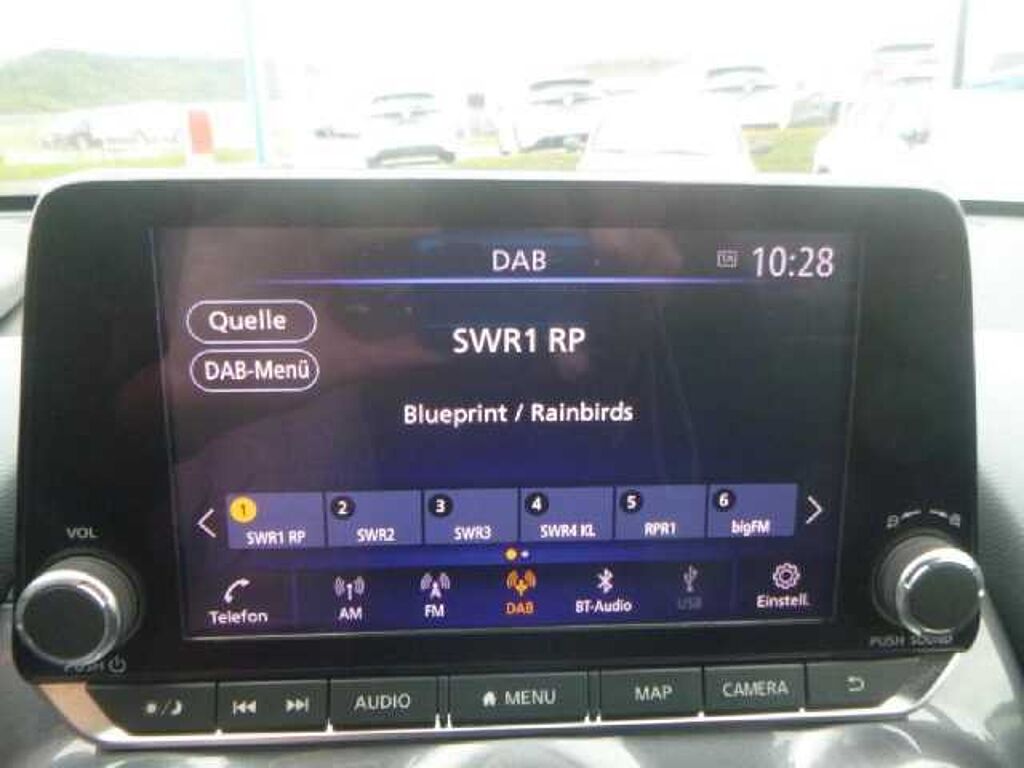 DAB
10:28
Quelle
SWR1 RP
DAB-Menü
Blueprint / Rainbirds
1 2 3 4 5 6
SWR1 RP SWR2 SWR3 SWR4 KL RPR1 bigFM
VOL
Telefon AM FM DAB BT-Audio USB Einstell.
PUSH
PUSH SOUND
AUDIO MENU MAP CAMERA